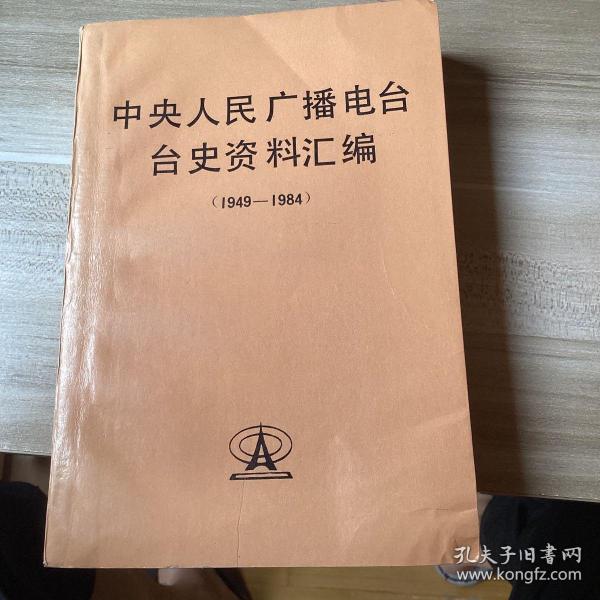 中央人民广播电台
台史资料汇编
（1949—1984）
孔夫子旧書网
www.kongfz.com